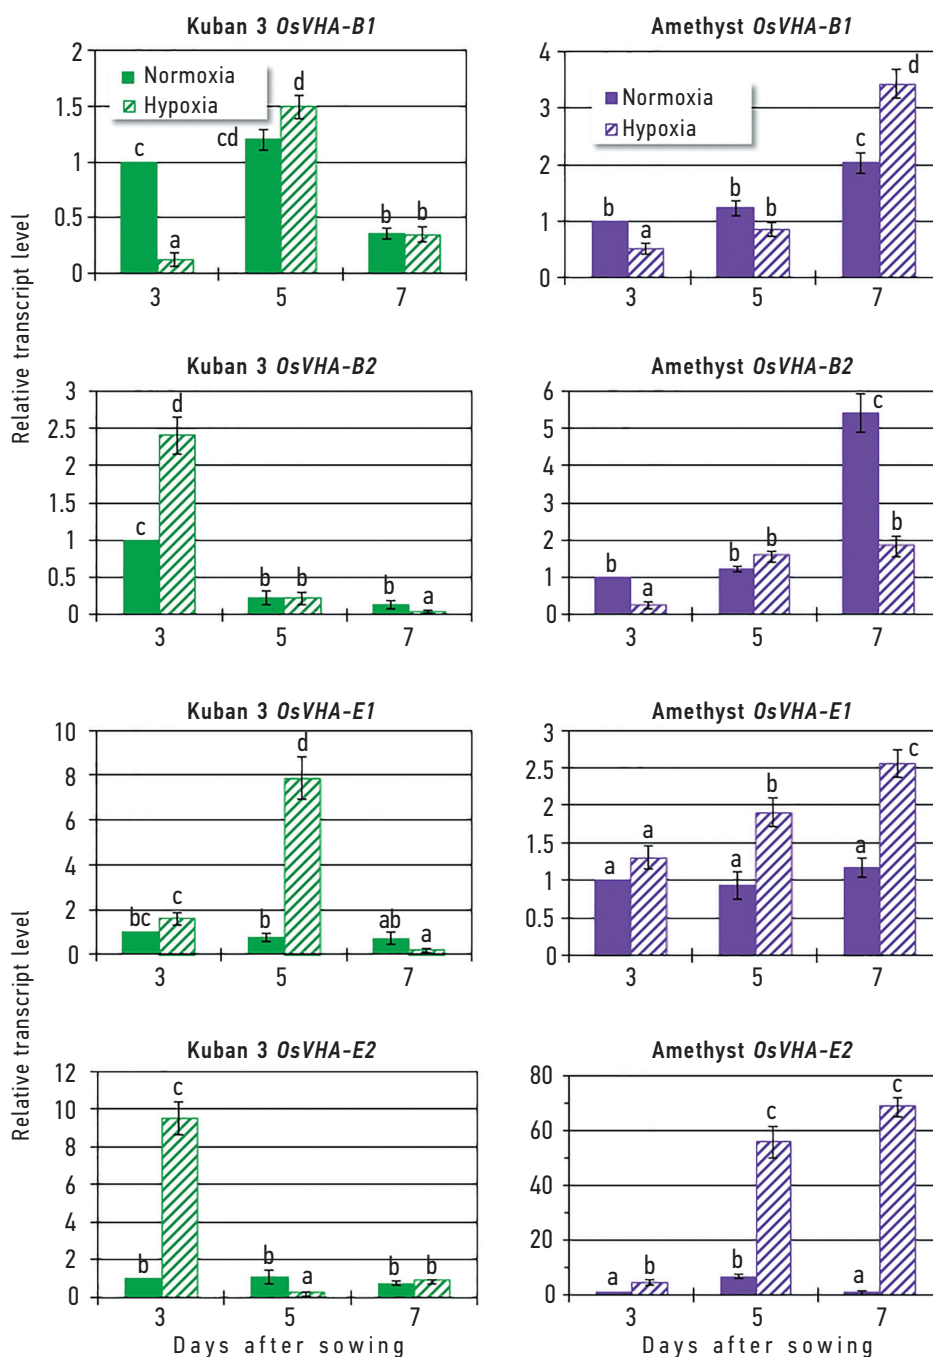 Kuban 3 OsVHA-B1
Relative transcript level
2
1.5
1
0.5
0
Normoxia
Hypoxia
c
a
cd
d
b
b
3
5
7
Amethyst OsVHA-B1
4
3
2
1
0
Normoxia
Hypoxia
b
a
b
b
c
d
3
5
7
Kuban 3 OsVHA-B2
3
2.5
2
1.5
1
0.5
0
c
d
b
b
b
a
3
5
7
Amethyst OsVHA-B2
6
5
4
3
2
1
0
b
a
b
b
c
b
3
5
7
Kuban 3 OsVHA-E1
Relative transcript level
10
8
6
4
2
0
bc
c
b
d
ab
a
3
5
7
Amethyst OsVHA-E1
3
2.5
2
1.5
1
0.5
0
a
a
a
b
a
c
3
5
7
Kuban 3 OsVHA-E2
12
10
8
6
4
2
0
b
c
b
a
b
b
3
5
7
Days after sowing
Amethyst OsVHA-E2
80
60
40
20
0
a
b
b
c
a
c
3
5
7
Days after sowing